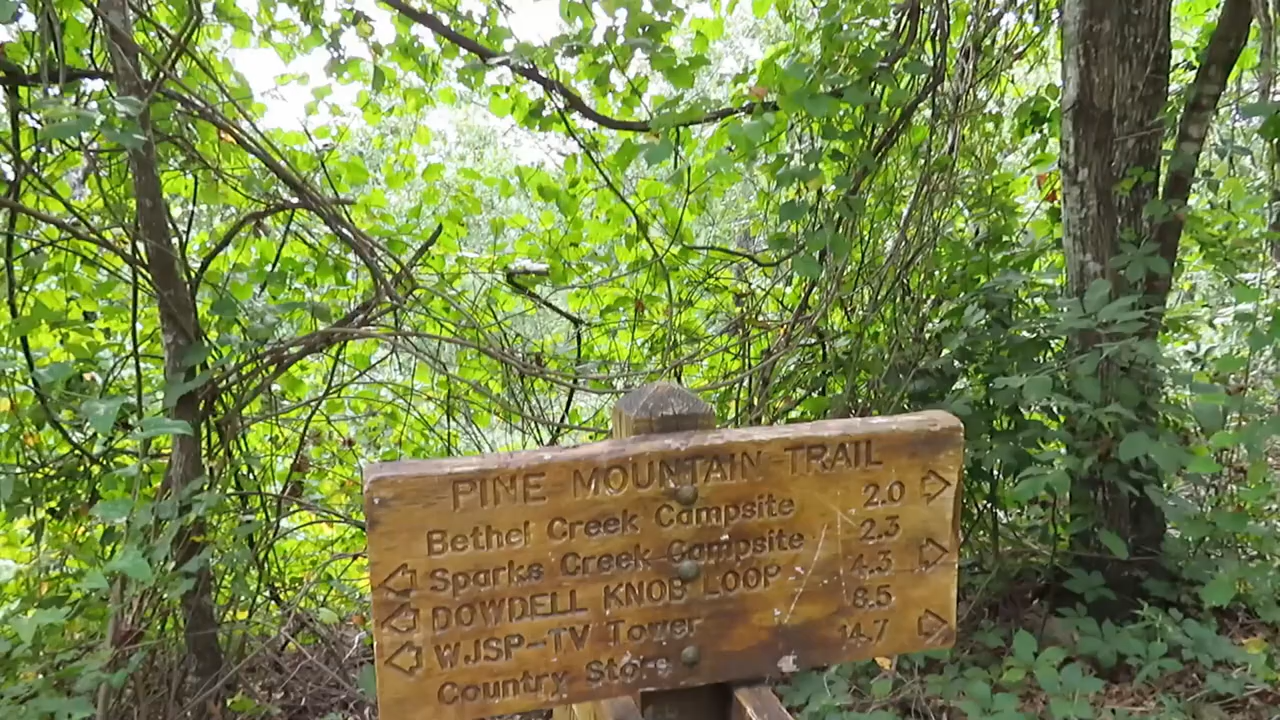 PINE MOUNTAIN TRAIL
Bethel Creek Campsite 2.0
Sparks Creek Campsite 2.3
DOWDELL KNOB LOOP 4.3
WJSP-TV Tower 8.5
Country Store 14.7